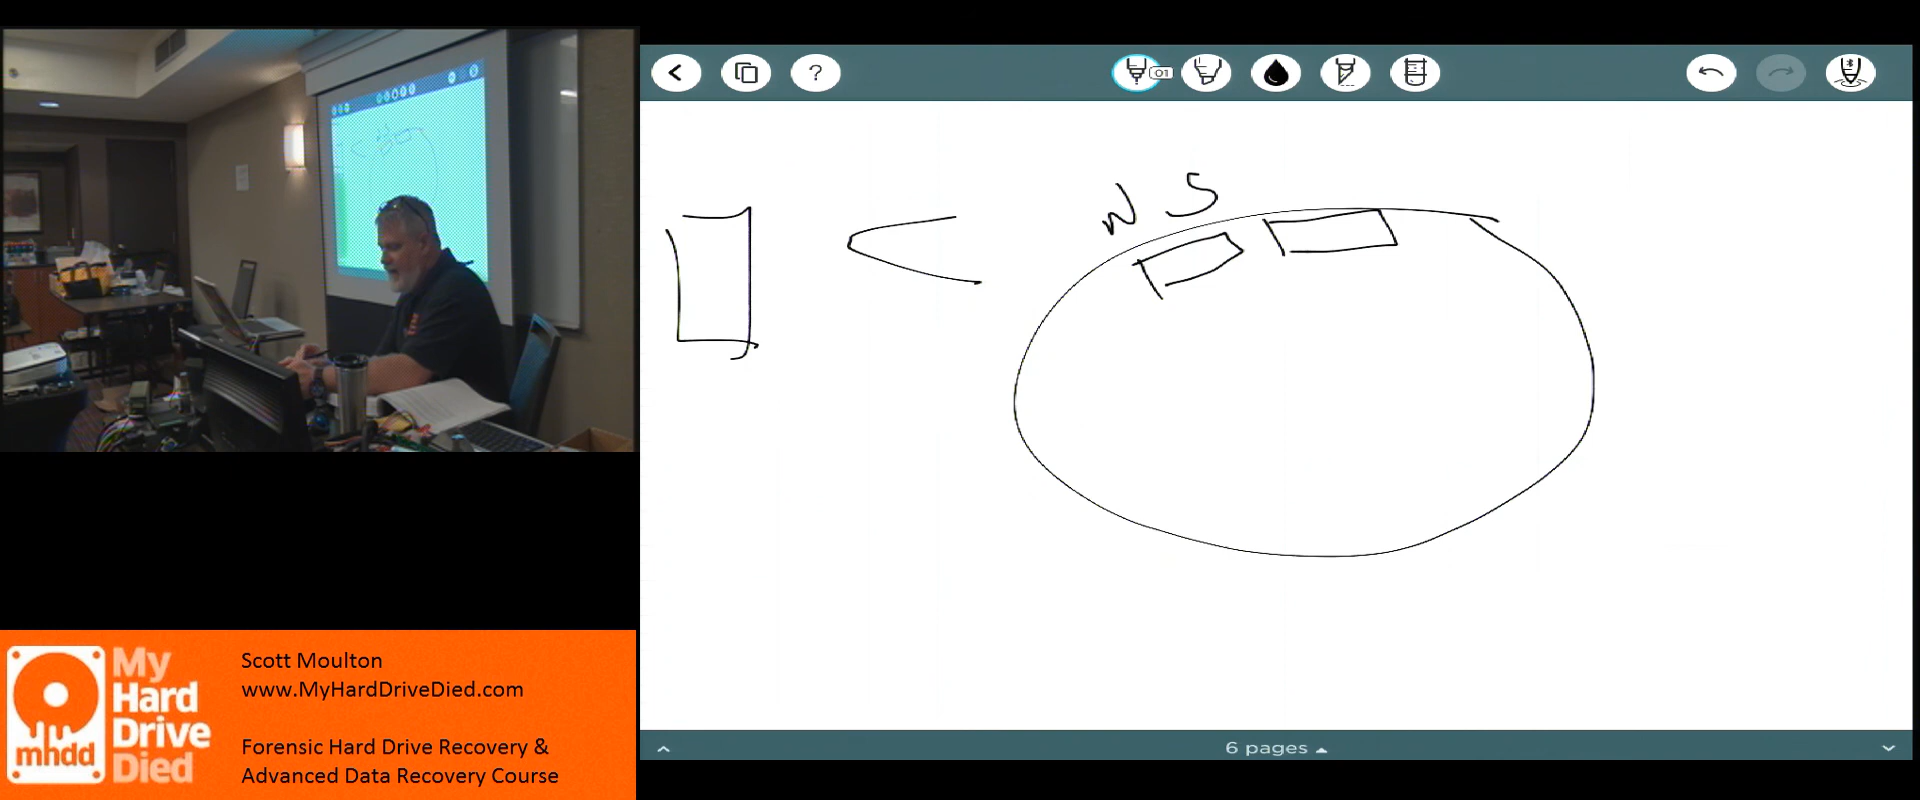 ?
01
N S
6 pages
My
Hard
Drive
Died
mhdd
Scott Moulton
www.MyHardDriveDied.com
Forensic Hard Drive Recovery &
Advanced Data Recovery Course